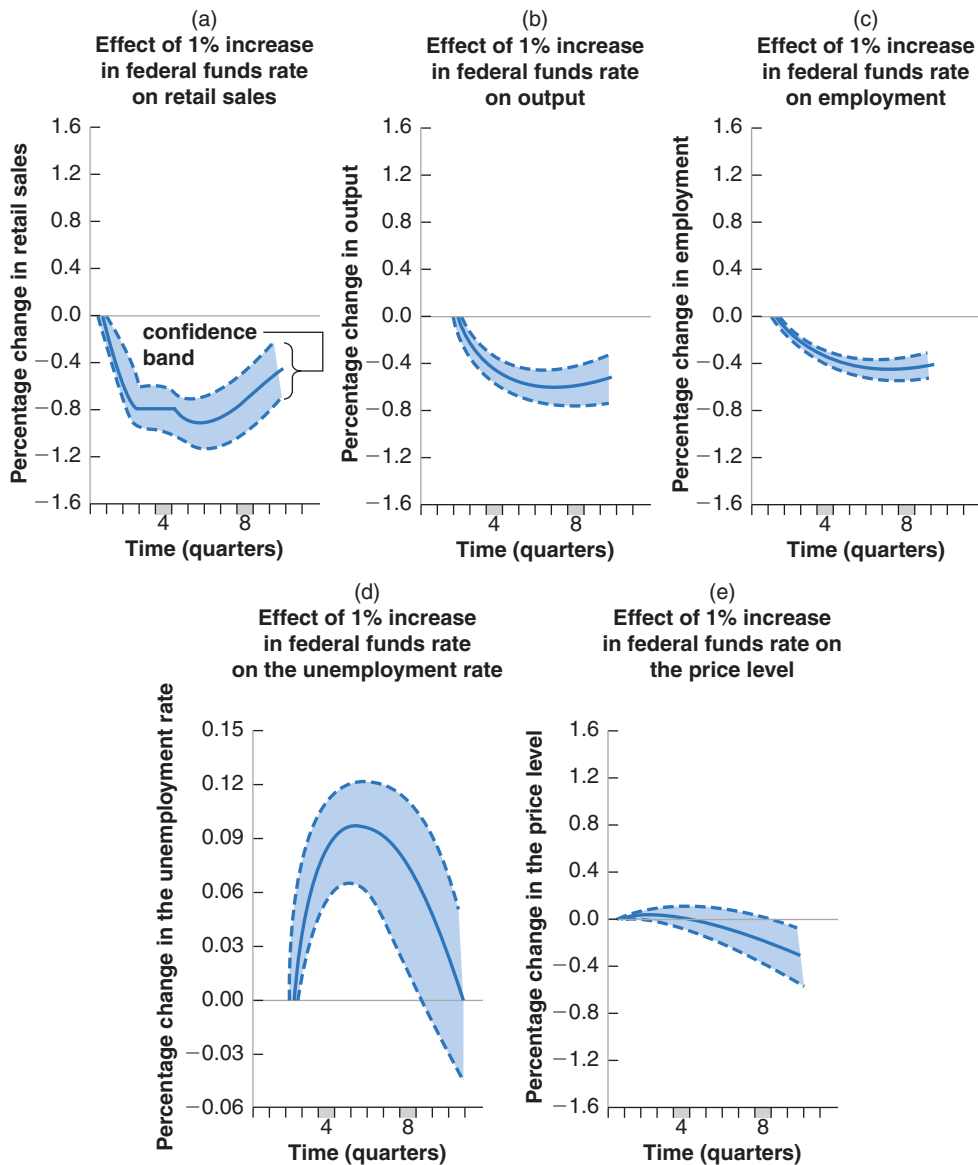 (a)
Effect of 1% increase
in federal funds rate
on retail sales
Percentage change in retail sales
1.6
1.2
0.8
0.4
0.0
−0.4
−0.8
−1.2
−1.6
confidence
band
4
8
Time (quarters)
(b)
Effect of 1% increase
in federal funds rate
on output
Percentage change in output
1.6
1.2
0.8
0.4
0.0
−0.4
−0.8
−1.2
−1.6
4
8
Time (quarters)
(c)
Effect of 1% increase
in federal funds rate
on employment
Percentage change in employment
1.6
1.2
0.8
0.4
0.0
−0.4
−0.8
−1.2
−1.6
4
8
Time (quarters)
(d)
Effect of 1% increase
in federal funds rate
on the unemployment rate
Percentage change in the unemployment rate
0.15
0.12
0.09
0.06
0.03
0.00
−0.03
−0.06
4
8
Time (quarters)
(e)
Effect of 1% increase
in federal funds rate on
the price level
Percentage change in the price level
1.6
1.2
0.8
0.4
0.0
−0.4
−0.8
−1.2
−1.6
4
8
Time (quarters)